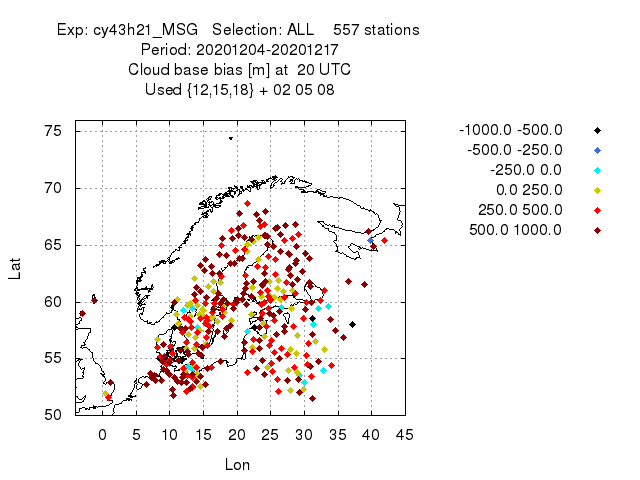 Exp: cy43h21_MSG Selection: ALL 557 stations
Period: 20201204-20201217
Cloud base bias [m] at 20 UTC
Used {12,15,18} + 02 05 08
-1000.0 -500.0
-500.0 -250.0
-250.0 0.0
0.0 250.0
250.0 500.0
500.0 1000.0
75
70
65
60
55
50
Lat
0 5 10 15 20 25 30 35 40 45
Lon